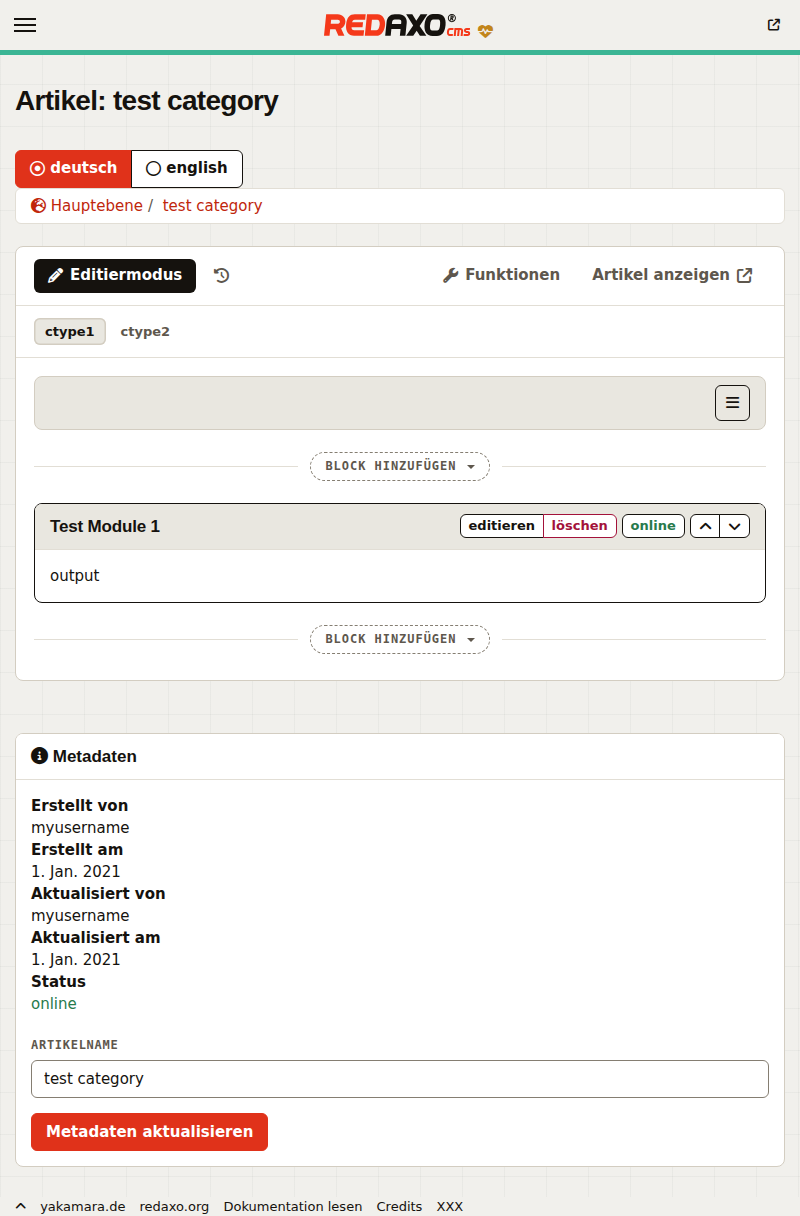 REDAXO® cms
Artikel: test category
deutsch english
Hauptebene / test category
Editiermodus Funktionen Artikel anzeigen
ctype1 ctype2
BLOCK HINZUFÜGEN
Test Module 1 editieren löschen online
output
BLOCK HINZUFÜGEN
Metadaten
Erstellt von
myusername
Erstellt am
1. Jan. 2021
Aktualisiert von
myusername
Aktualisiert am
1. Jan. 2021
Status
online
ARTIKELNAME
test category
Metadaten aktualisieren
yakamara.de redaxo.org Dokumentation lesen Credits XXX